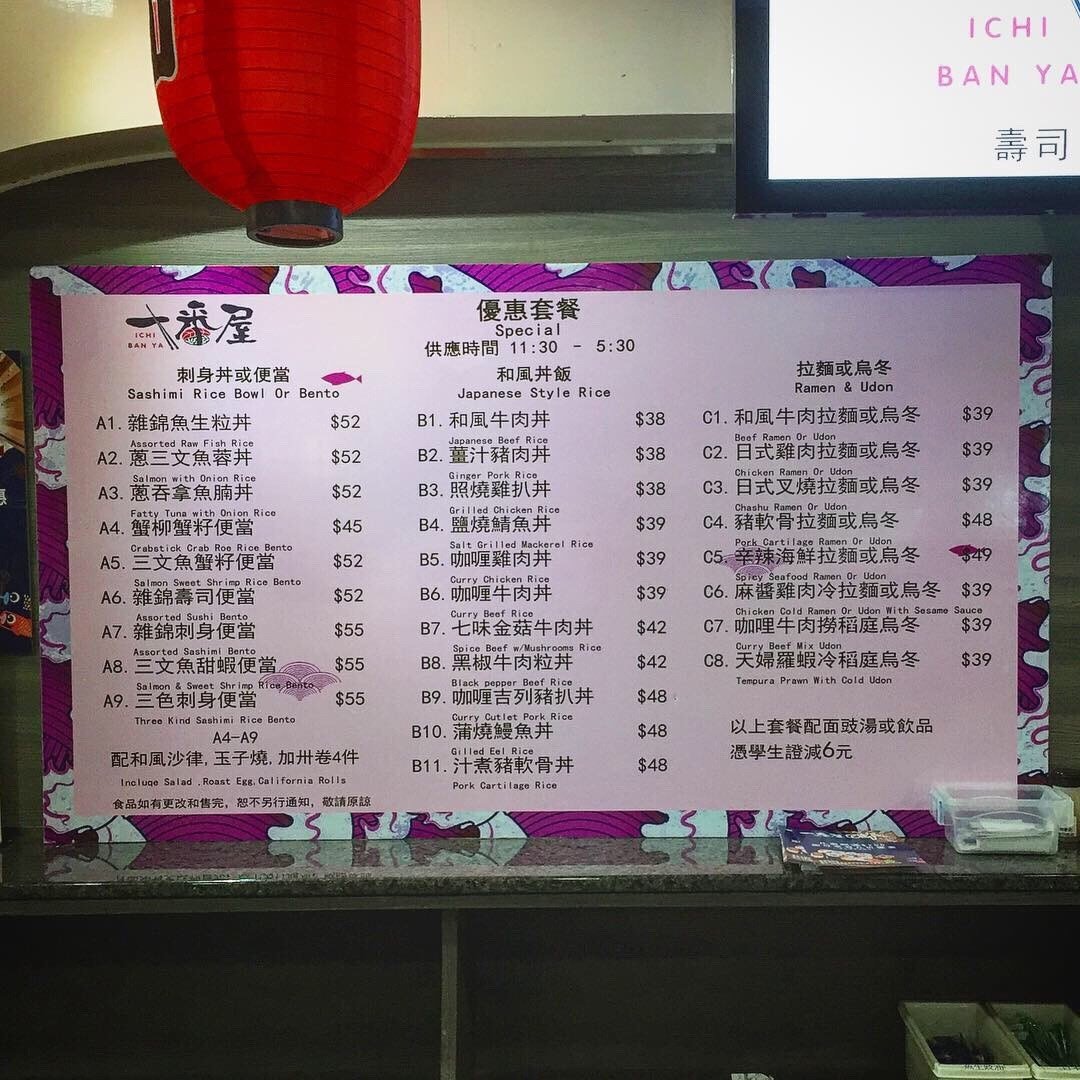 ICHI
BAN YA
壽司
一番屋
ICHI
BAN YA
優惠套餐
Special
供應時間 11:30 - 5:30
刺身丼或便當
Sashimi Rice Bowl Or Bento
A1. 雜錦魚生粒丼 $52
Assorted Raw Fish Rice
A2. 蔥三文魚蓉丼 $52
Salmon with Onion Rice
A3. 蔥吞拿魚腩丼 $52
Fatty Tuna with Onion Rice
A4. 蟹柳蟹籽便當 $45
Crabstick Crab Roe Rice Bento
A5. 三文魚蟹籽便當 $52
Salmon Sweet Shrimp Rice Bento
A6. 雜錦壽司便當 $52
Assorted Sushi Bento
A7. 雜錦刺身便當 $55
Assorted Sashimi Bento
A8. 三文魚甜蝦便當 $55
Salmon & Sweet Shrimp Rice Bento
A9. 三色刺身便當 $55
Three Kind Sashimi Rice Bento
A4-A9
配和風沙律, 玉子燒, 加卅卷4件
Incluge Salad ,Roast Egg,California Rolls
食品如有更改和售完, 恕不另行通知, 敬請原諒
和風丼飯
Japanese Style Rice
B1. 和風牛肉丼 $38
Japanese Beef Rice
B2. 薑汁豬肉丼 $38
Ginger Pork Rice
B3. 照燒雞扒丼 $38
Grilled Chicken Rice
B4. 鹽燒鯖魚丼 $39
Salt Grilled Mackerel Rice
B5. 咖喱雞肉丼 $39
Curry Chicken Rice
B6. 咖喱牛肉丼 $39
Curry Beef Rice
B7. 七味金菇牛肉丼 $42
Spice Beef w/Mushrooms Rice
B8. 黑椒牛肉粒丼 $42
Black pepper Beef Rice
B9. 咖喱吉列豬扒丼 $48
Curry Cutlet Pork Rice
B10. 蒲燒鰻魚丼 $48
Gilled Eel Rice
B11. 汁煮豬軟骨丼 $48
Pork Cartilage Rice
拉麵或烏冬
Ramen & Udon
C1. 和風牛肉拉麵或烏冬 $39
Beef Ramen Or Udon
C2. 日式雞肉拉麵或烏冬 $39
Chicken Ramen Or Udon
C3. 日式叉燒拉麵或烏冬 $39
Chashu Ramen Or Udon
C4. 豬軟骨拉麵或烏冬 $48
Pork Cartilage Ramen Or Udon
C5. 辛辣海鮮拉麵或烏冬 $49
Spicy Seafood Ramen Or Udon
C6. 麻醬雞肉冷拉麵或烏冬 $39
Chicken Cold Ramen Or Udon With Sesame Sauce
C7. 咖哩牛肉撈稻庭烏冬 $39
Curry Beef Mix Udon
C8. 天婦羅蝦冷稻庭烏冬 $39
Tempura Prawn With Cold Udon
以上套餐配面豉湯或飲品
憑學生證減6元